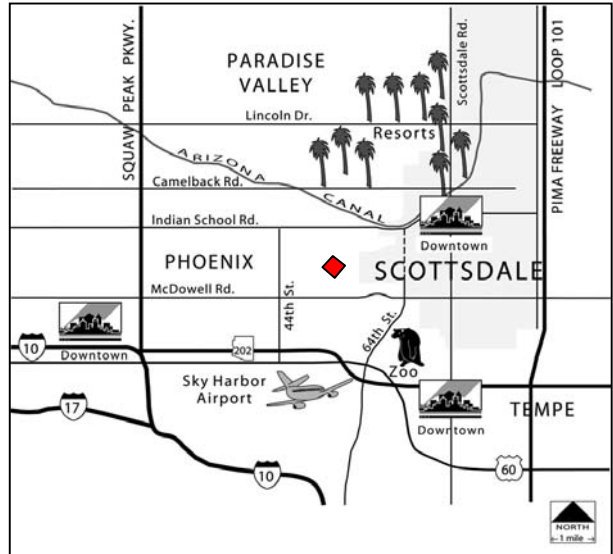 SQUAW PEAK PKWY.
PARADISE
VALLEY
Scottsdale Rd.
PIMA FREEWAY LOOP 101
Lincoln Dr.
Resorts
ARIZONA
CANAL
Camelback Rd.
Indian School Rd.
Downtown
PHOENIX
SCOTTSDALE
McDowell Rd.
44th St.
64th St.
10
Downtown
202
Zoo
Sky Harbor
Airport
17
TEMPE
Downtown
10
60
NORTH
←1 mile→